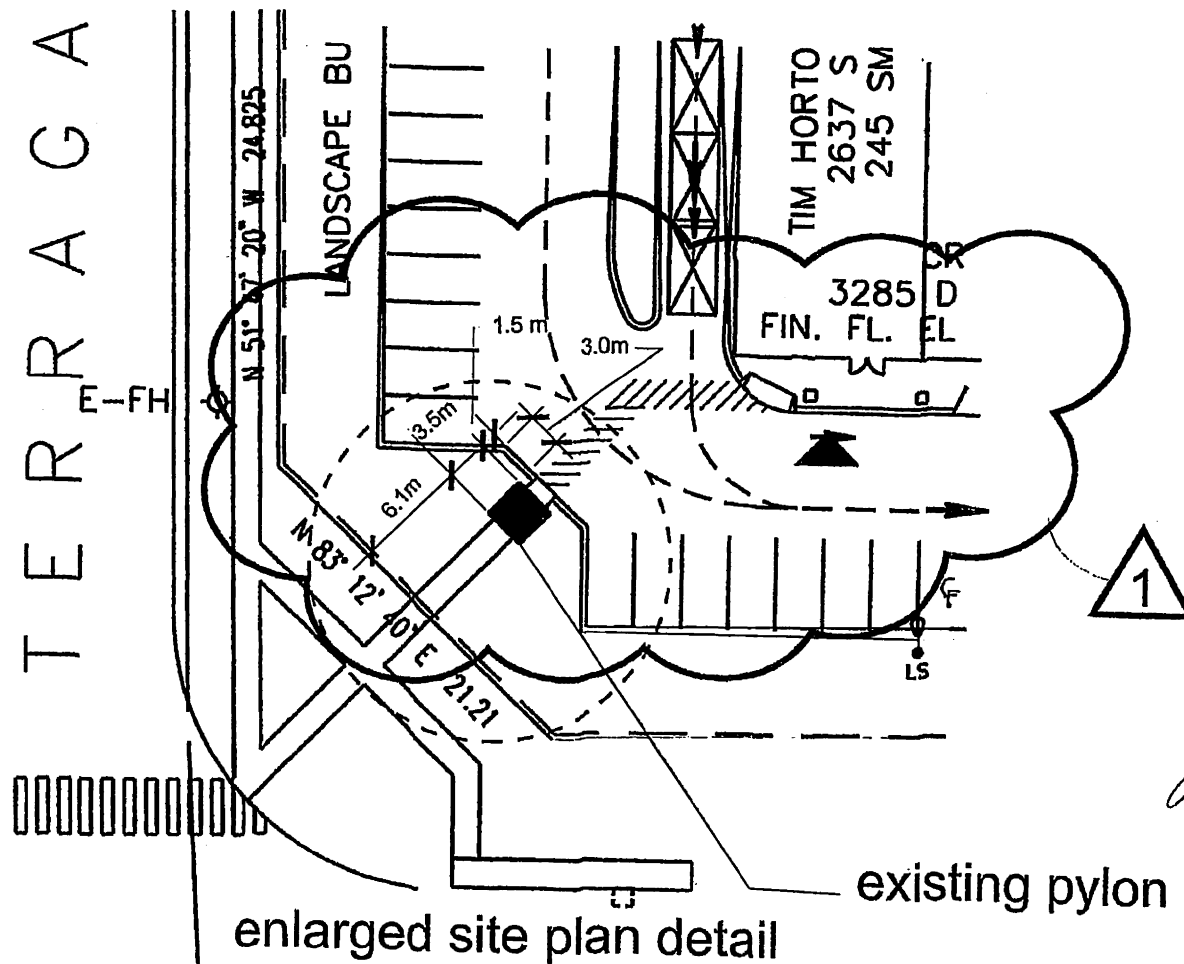 TERRAGA
N 51° 47' 20" W 24.825
LANDSCAPE BU
TIM HORTO
2637 S
245 SM
CR
3285 D
FIN. FL. EL
1.5 m
3.0m
3.5m
6.1m
E-FH
N 83° 12' 40" E 21.21
1
LS
existing pylon
enlarged site plan detail